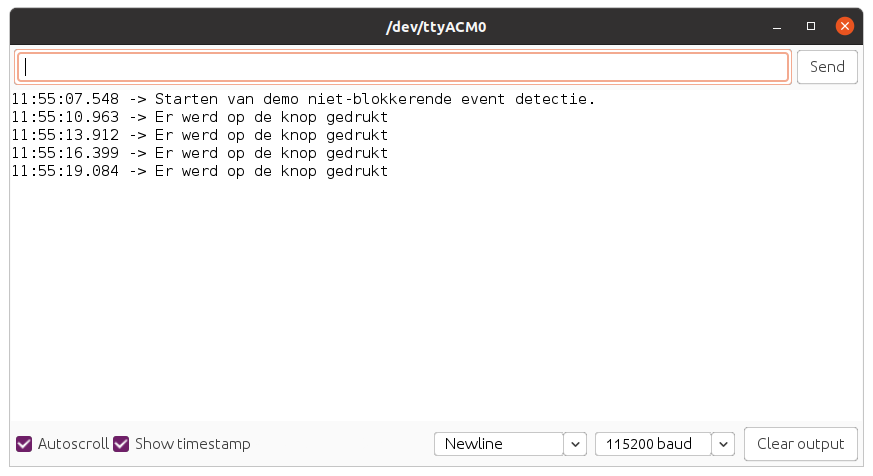 /dev/ttyACM0
Send
11:55:07.548 -> Starten van demo niet-blokkerende event detectie.
11:55:10.963 -> Er werd op de knop gedrukt
11:55:13.912 -> Er werd op de knop gedrukt
11:55:16.399 -> Er werd op de knop gedrukt
11:55:19.084 -> Er werd op de knop gedrukt
Autoscroll Show timestamp Newline 115200 baud Clear output